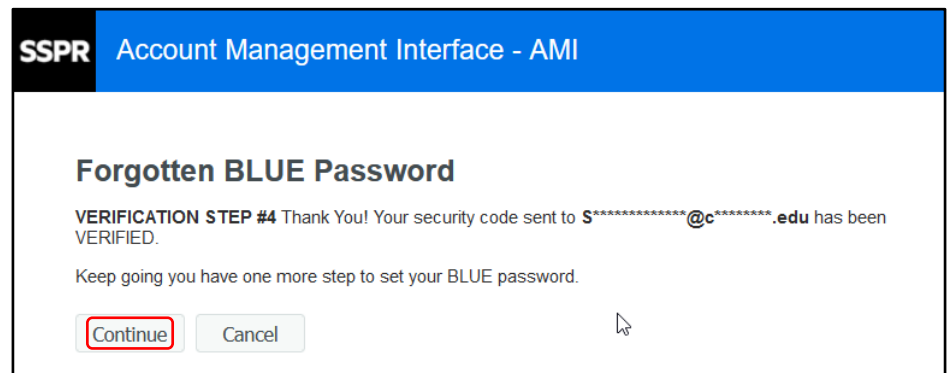 SSPR Account Management Interface - AMI
Forgotten BLUE Password
VERIFICATION STEP #4 Thank You! Your security code sent to S*************@c********.edu has been
VERIFIED.
Keep going you have one more step to set your BLUE password.
Continue Cancel